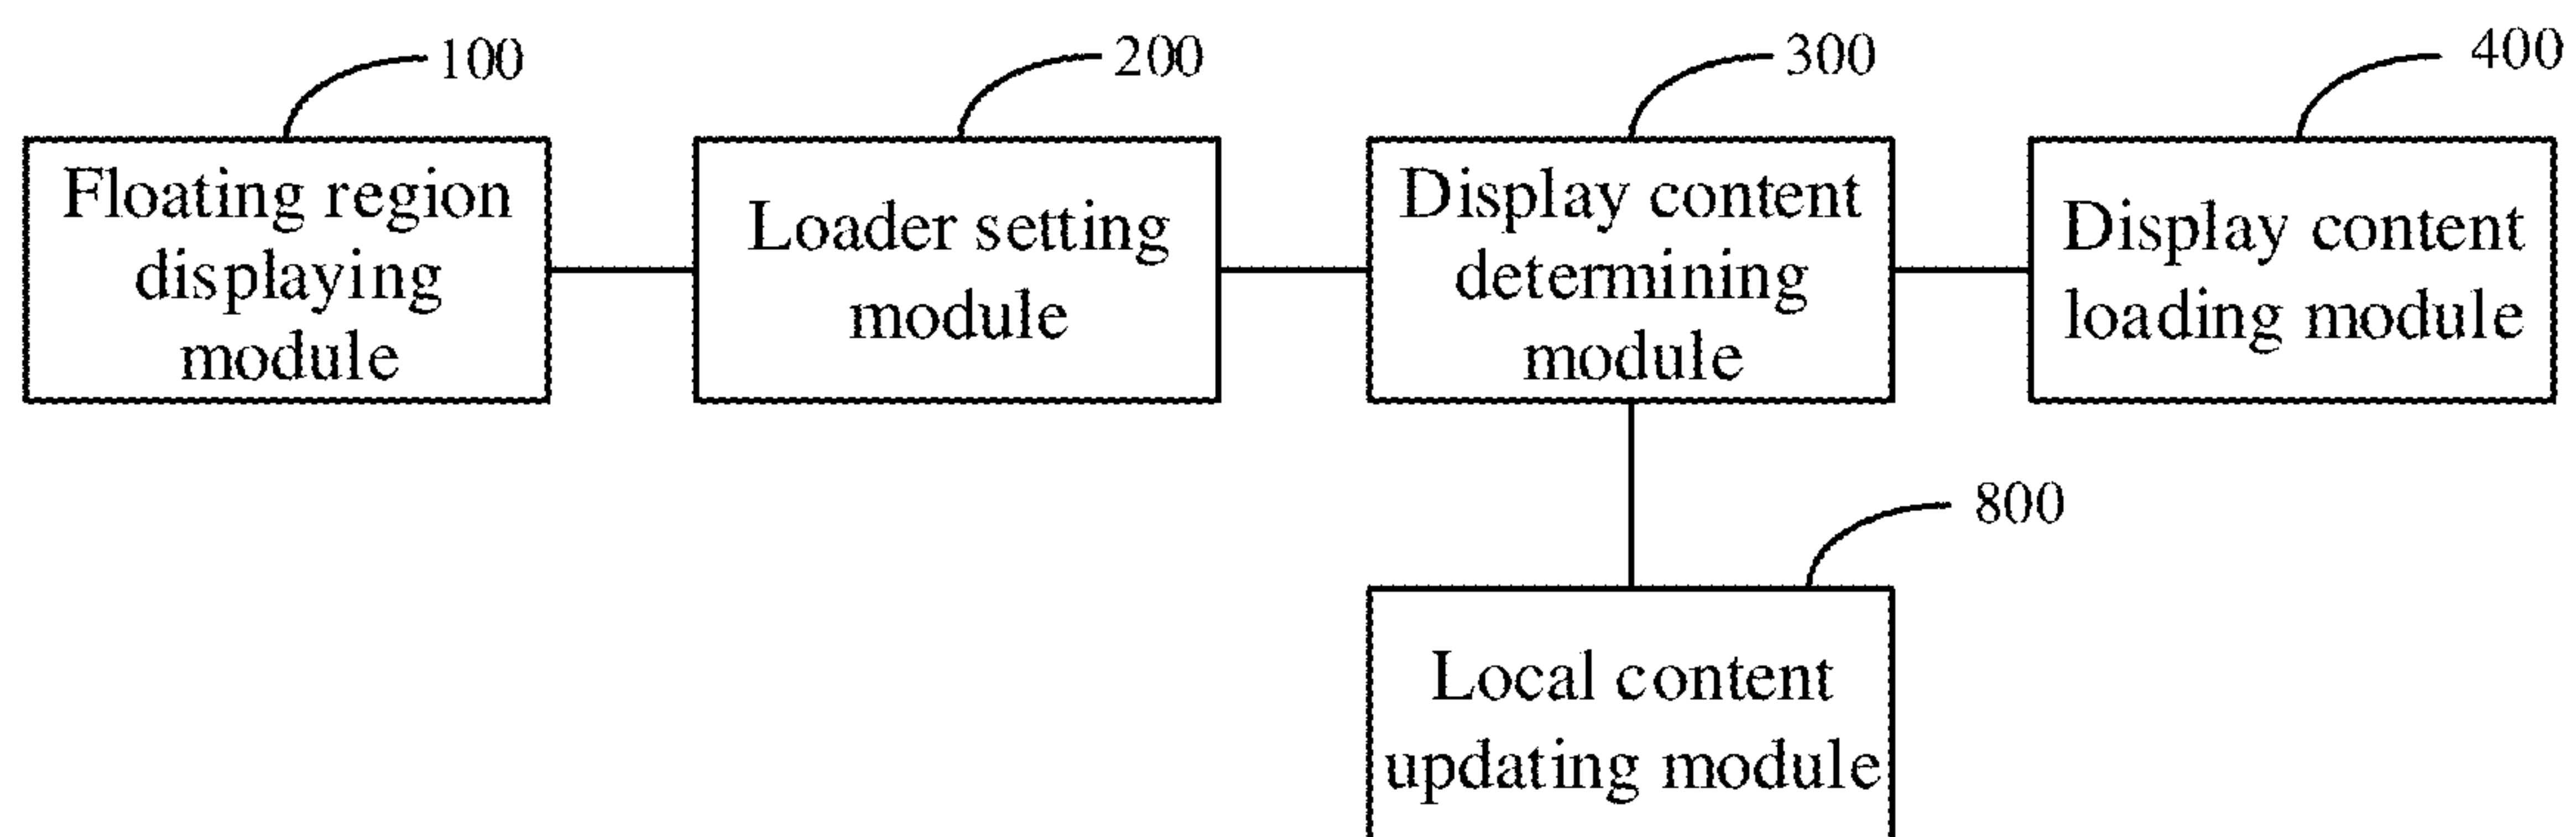 100
200
300
400
Floating region
displaying
module
Loader setting
module
Display content
determining
module
Display content
loading module
800
Local content
updating module